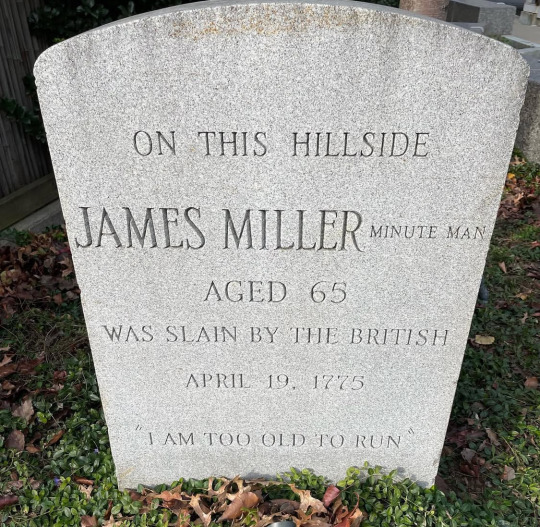 ON THIS HILLSIDE
JAMES MILLER MINUTE MAN
AGED 65
WAS SLAIN BY THE BRITISH
APRIL 19, 1775
"I AM TOO OLD TO RUN"